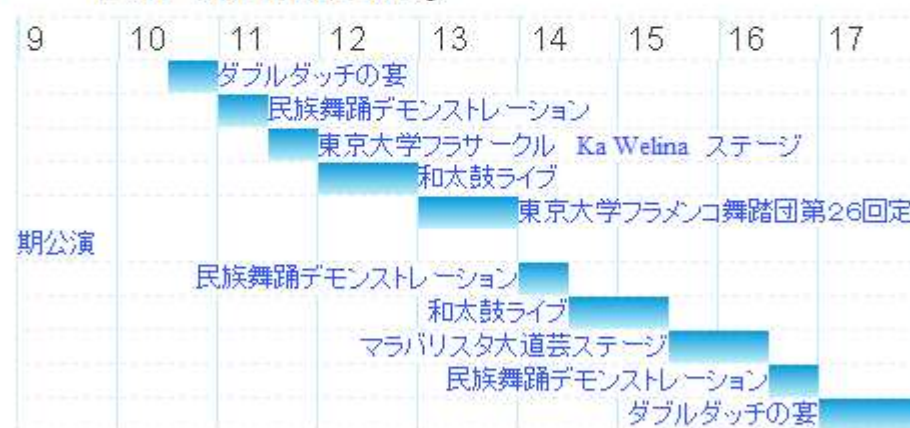 9 10 11 12 13 14 15 16 17
ダブルダッチの宴
民族舞踊デモンストレーション
東京大学フラサークル Ka Welina ステージ
和太鼓ライブ
東京大学フラメンコ舞踏団第26回定
期公演
民族舞踊デモンストレーション
和太鼓ライブ
マラバリスタ大道芸ステージ
民族舞踊デモンストレーション
ダブルダッチの宴